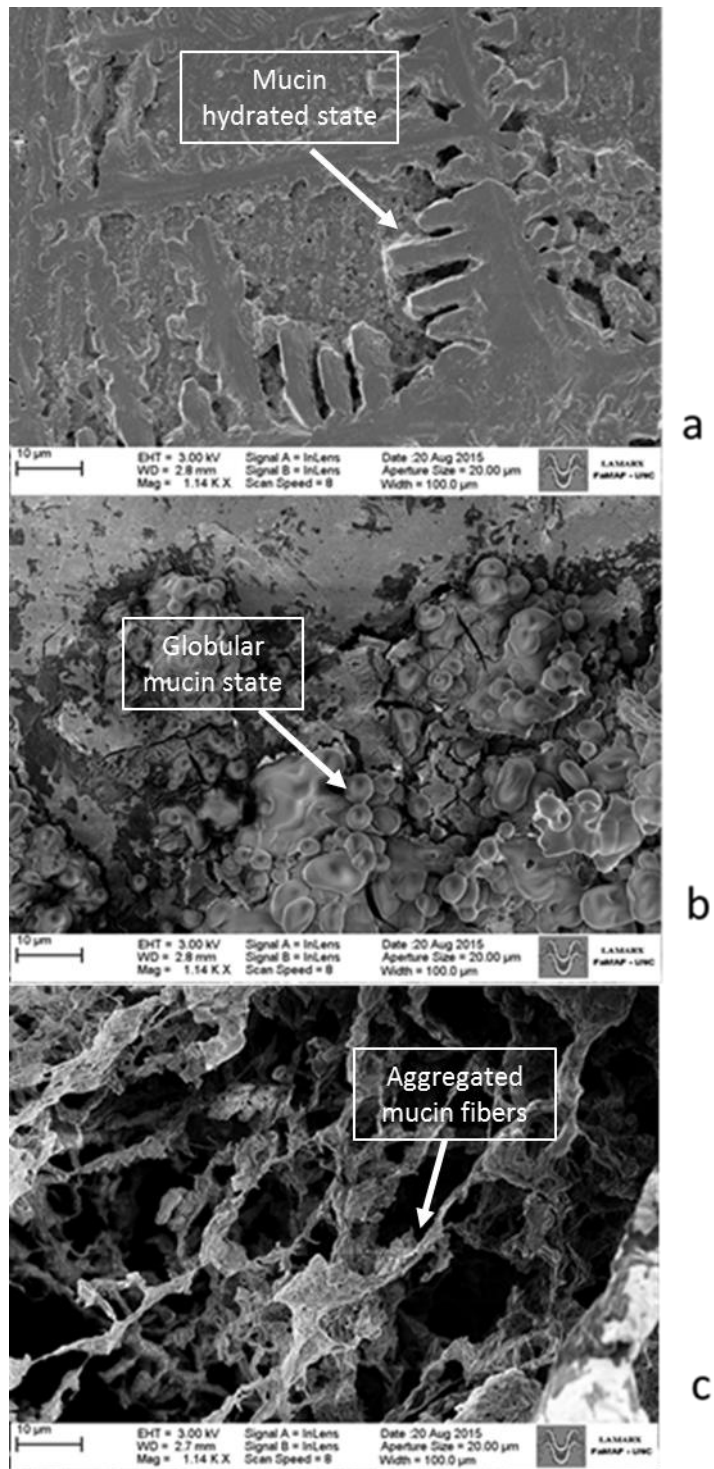 Mucin
hydrated state
a
10 µm
EHT = 3.00 kV Signal A = InLens Date :20 Aug 2015
WD = 2.8 mm Signal B = InLens Aperture Size = 20.00 µm
Mag = 1.14 K X Scan Speed = 8 Width = 100.0 µm
LAMARX
FaMAF - UNC
Globular
mucin state
b
10 µm
EHT = 3.00 kV Signal A = InLens Date :20 Aug 2015
WD = 2.8 mm Signal B = InLens Aperture Size = 20.00 µm
Mag = 1.14 K X Scan Speed = 8 Width = 100.0 µm
LAMARX
FaMAF - UNC
Aggregated
mucin fibers
c
10 µm
EHT = 3.00 kV Signal A = InLens Date :20 Aug 2015
WD = 2.7 mm Signal B = InLens Aperture Size = 20.00 µm
Mag = 1.14 K X Scan Speed = 8 Width = 100.0 µm
LAMARX
FaMAF - UNC